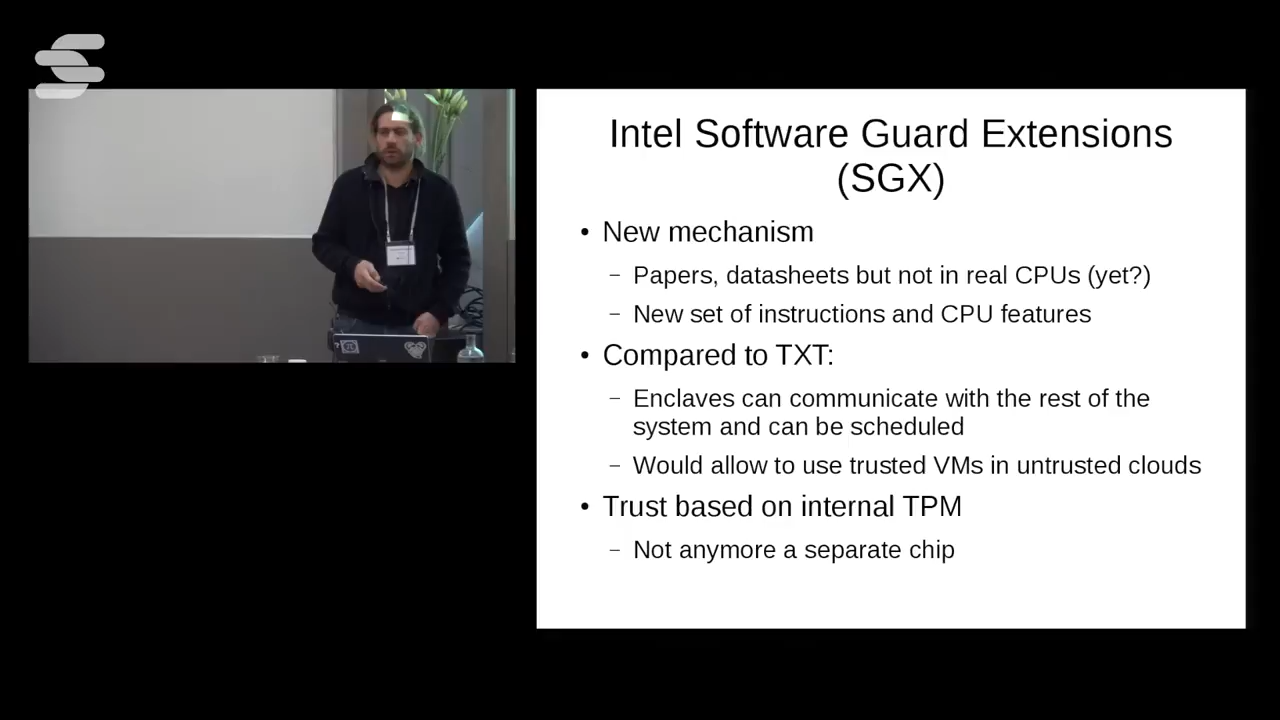 Intel Software Guard Extensions
(SGX)
• New mechanism
– Papers, datasheets but not in real CPUs (yet?)
– New set of instructions and CPU features
• Compared to TXT:
– Enclaves can communicate with the rest of the
system and can be scheduled
– Would allow to use trusted VMs in untrusted clouds
• Trust based on internal TPM
– Not anymore a separate chip